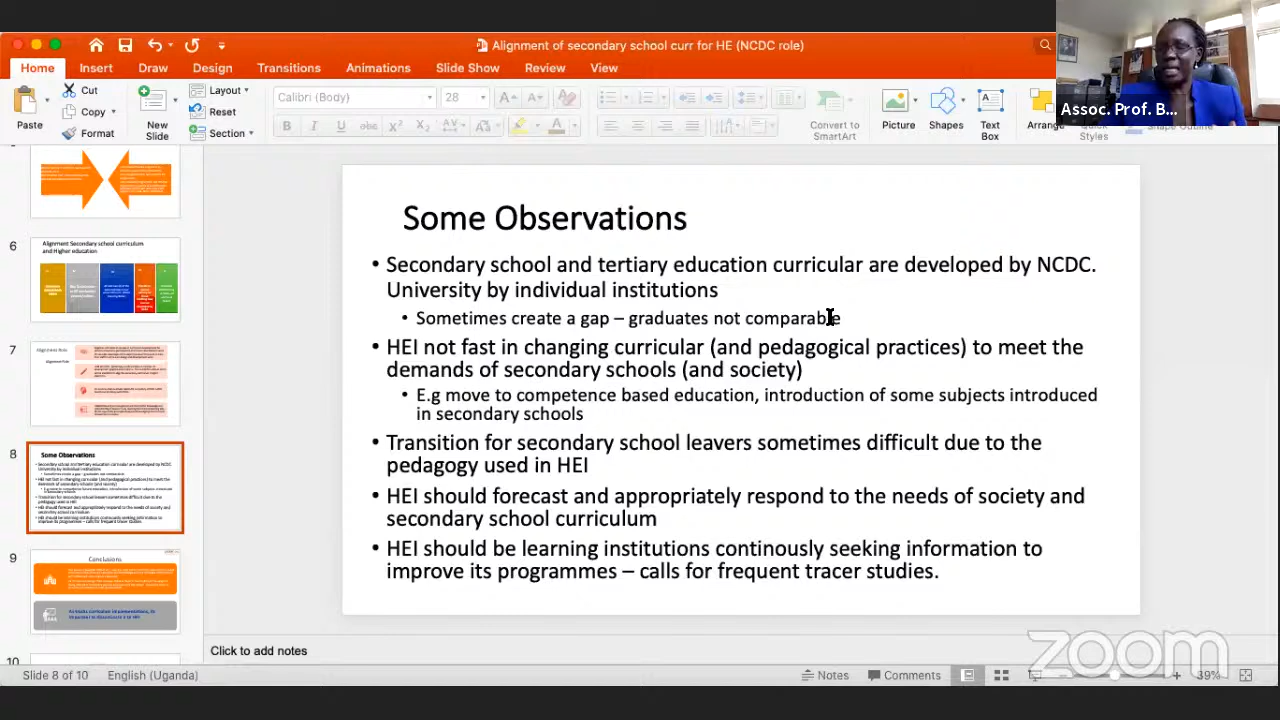 Alignment of secondary school curr for HE (NCDC role)
Home Insert Draw Design Transitions Animations Slide Show Review View
Paste
Cut
Copy
Format
New Slide
Layout
Reset
Section
Calibri (Body) 28
Convert to SmartArt
Picture
Shapes
Text Box
Arrange
Quick Styles
Shape Outline
Assoc. Prof. B...
6
Alignment Secondary school curriculum
and Higher education
7
8
Some Observations
9
Conclusions
10
Some Observations
• Secondary school and tertiary education curricular are developed by NCDC.
University by individual institutions
• Sometimes create a gap – graduates not comparable
• HEI not fast in changing curricular (and pedagogical practices) to meet the
demands of secondary schools (and society)
• E.g move to competence based education, introduction of some subjects introduced
in secondary schools
• Transition for secondary school leavers sometimes difficult due to the
pedagogy used in HEI
• HEI should forecast and appropriately respond to the needs of society and
secondary school curriculum
• HEI should be learning institutions continously seeking information to
improve its programmes – calls for frequent tracer studies.
Click to add notes
zoom
Slide 8 of 10 English (Uganda) Notes Comments 39%